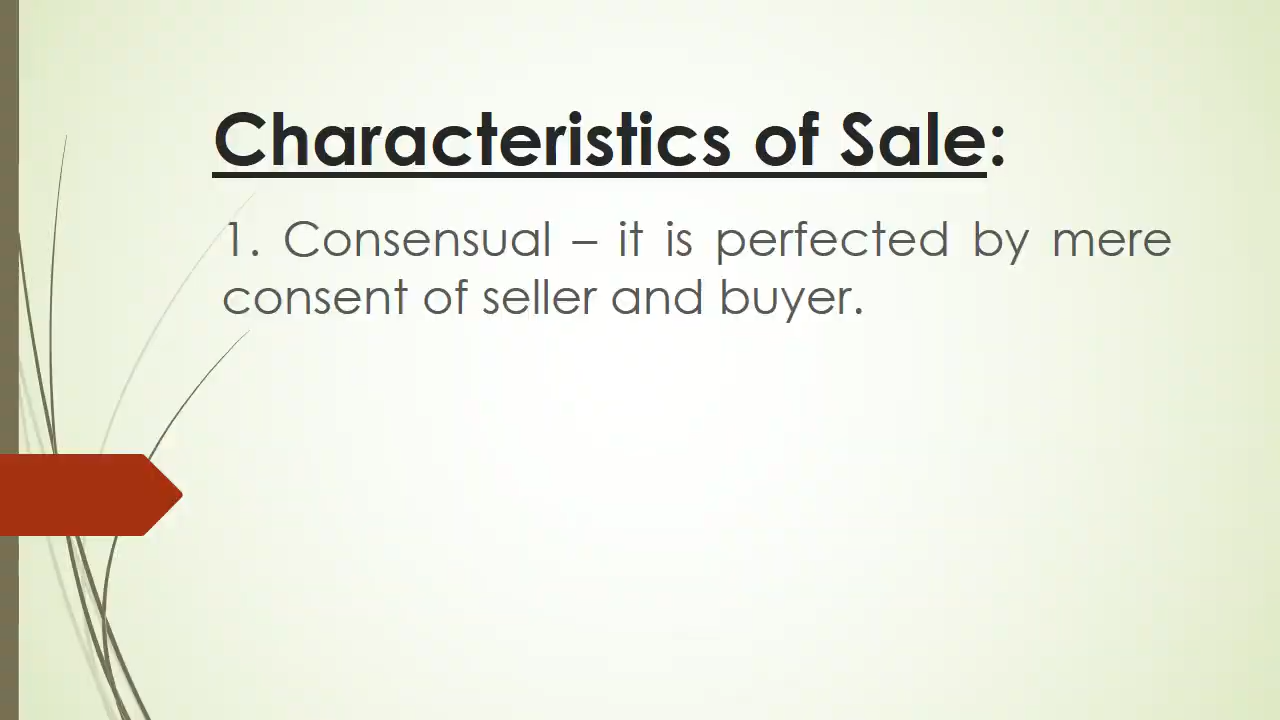 Characteristics of Sale:
1. Consensual – it is perfected by mere
consent of seller and buyer.